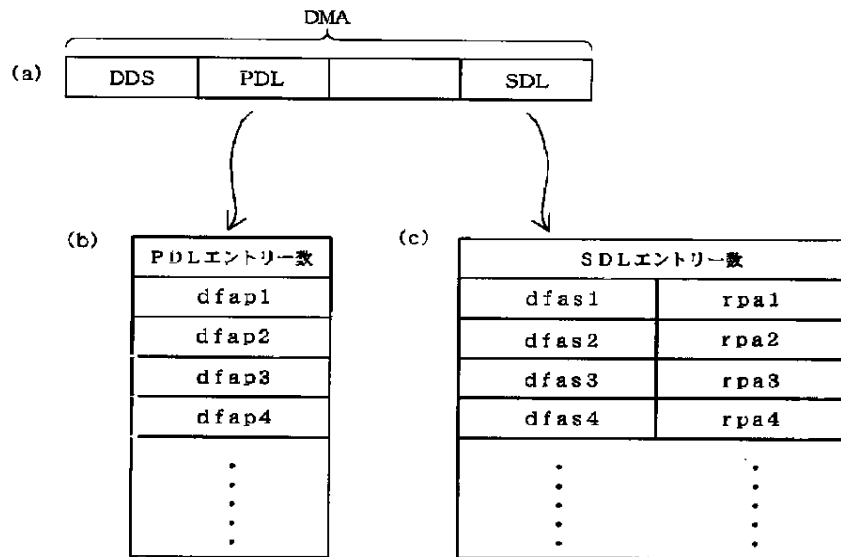 DMA
(a) DDS PDL SDL
(b) (c)
PDLエントリー数 SDLエントリー数
dfap1 dfas1 rpa1
dfap2 dfas2 rpa2
dfap3 dfas3 rpa3
dfap4 dfas4 rpa4